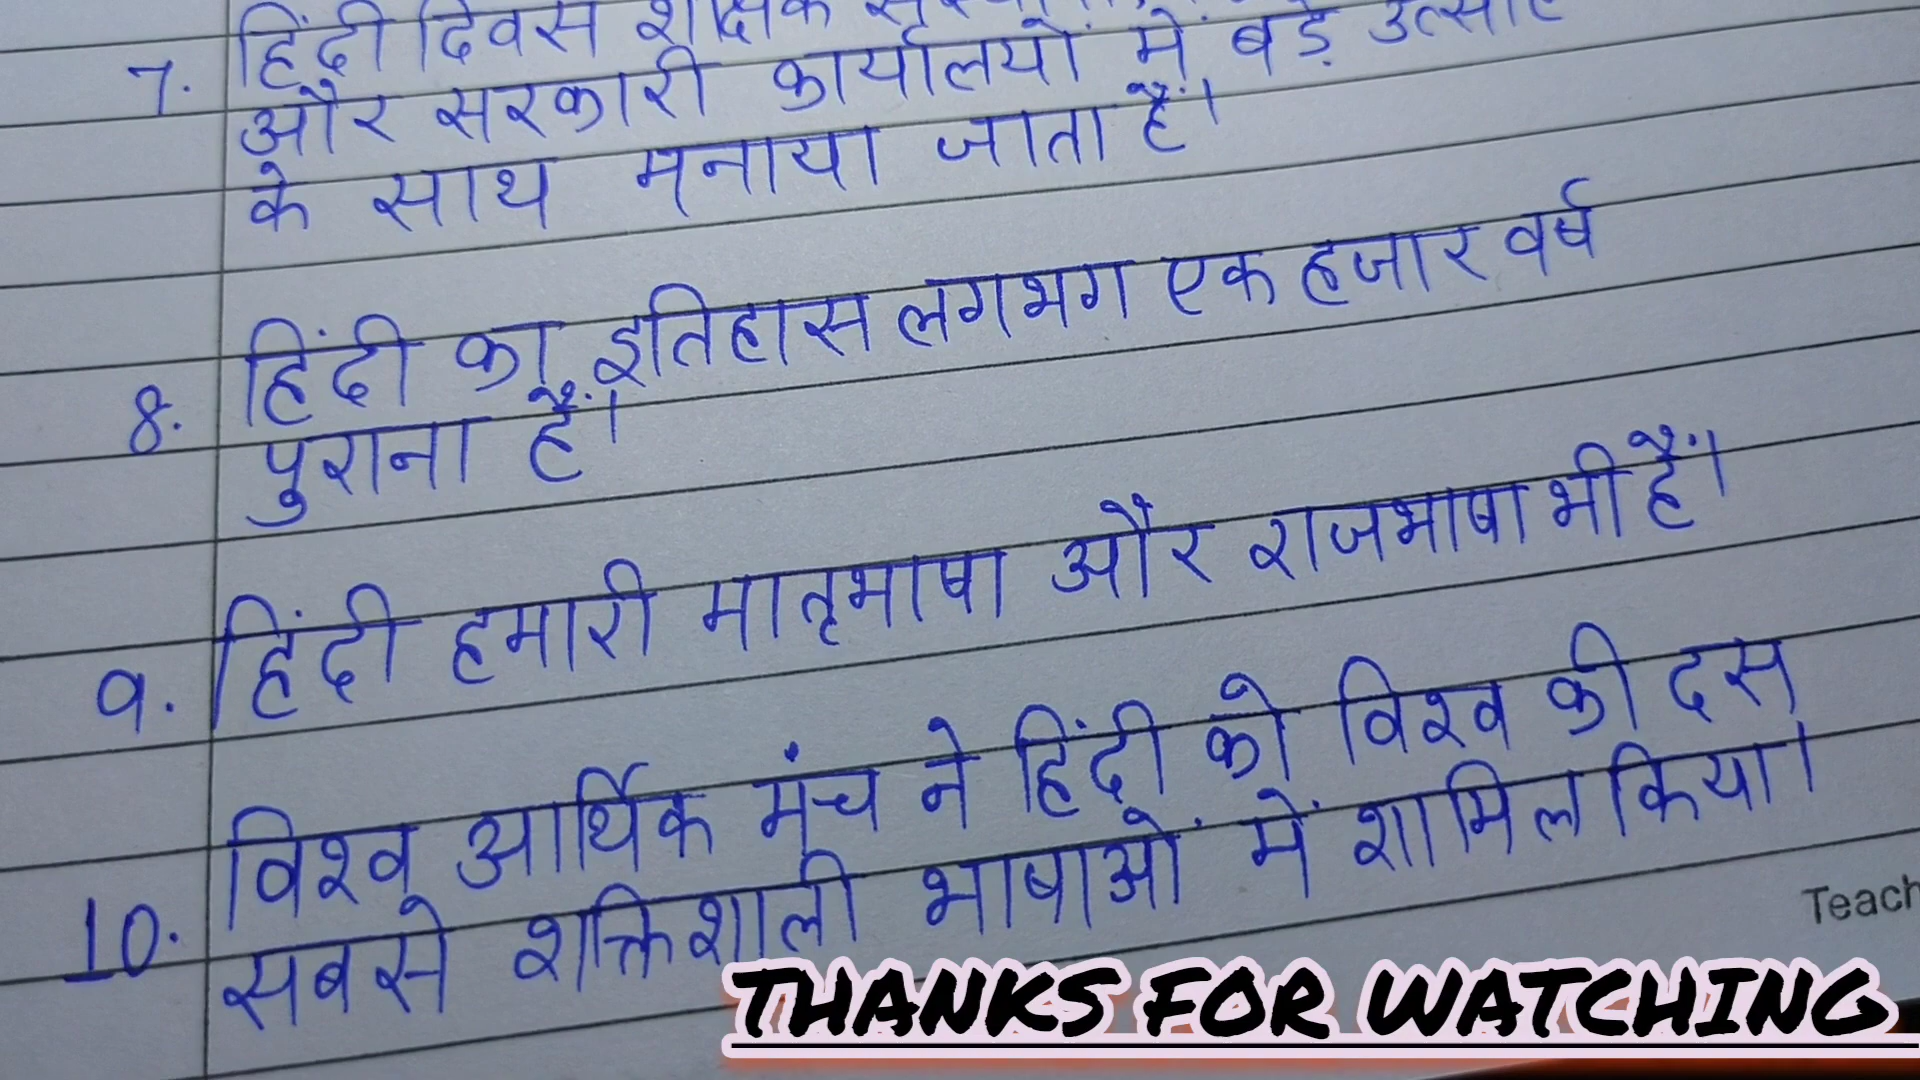 7. हिंदी दिवस
और सरकारी कार्यालयों में बड़े उत्साह
के साथ मनाया जाता हैं।
8. हिंदी का इतिहास लगभग एक हजार वर्ष
पुराना हैं।
9. हिंदी हमारी मातृभाषा और राजभाषा भी हैं।
10. विश्व आर्थिक मंच ने हिंदी को विश्व की दस
सबसे शक्तिशाली भाषाओं में शामिल किया।
Teach
THANKS FOR WATCHING